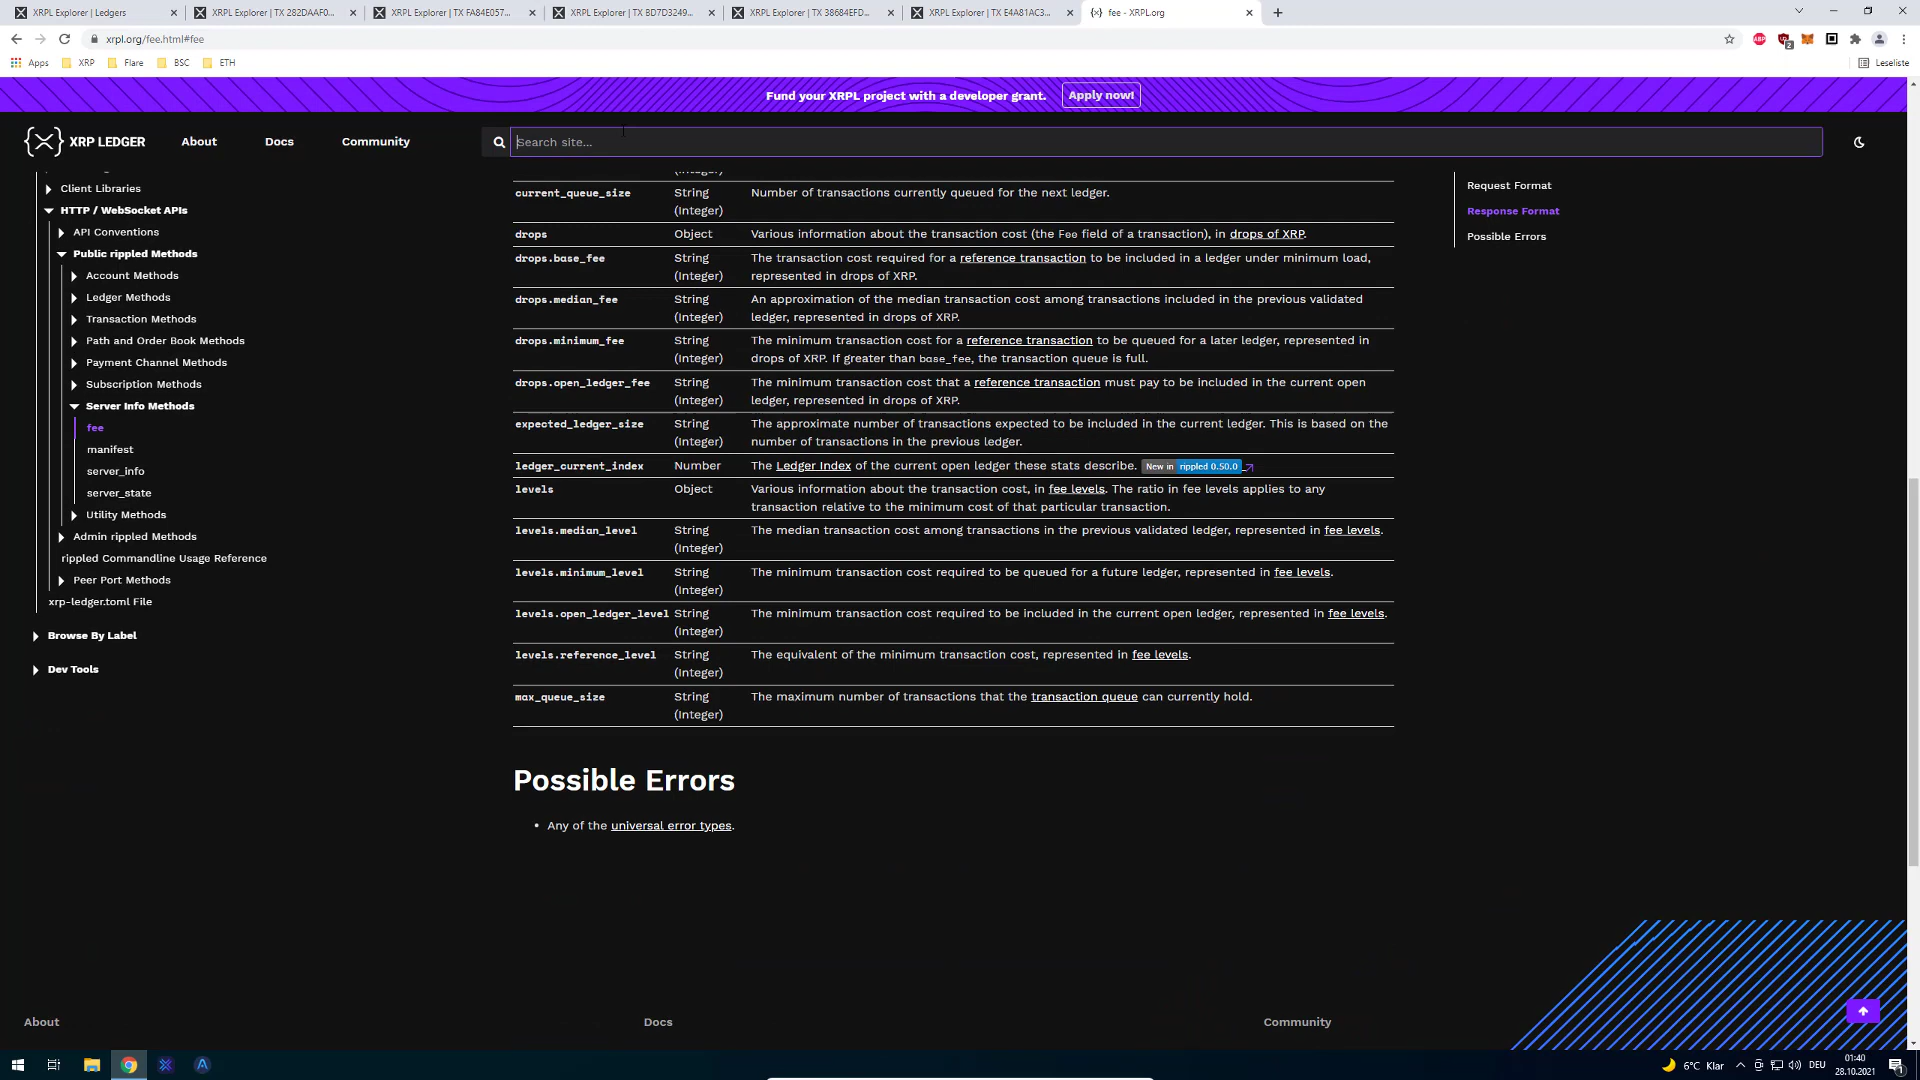 XRPL Explorer | Ledgers
XRPL Explorer | TX 282DAAF0...
XRPL Explorer | TX FA84E057...
XRPL Explorer | TX BD7D3249...
XRPL Explorer | TX 38684EFD...
XRPL Explorer | TX E4A81AC3...
fee - XRPL.org
xrpl.org/fee.html#fee
2
Apps
XRP
Flare
BSC
ETH
Leseliste
Fund your XRPL project with a developer grant.
Apply now!
XRP LEDGER
About
Docs
Community
Search site...
Client Libraries
HTTP / WebSocket APIs
API Conventions
Public rippled Methods
Account Methods
Ledger Methods
Transaction Methods
Path and Order Book Methods
Payment Channel Methods
Subscription Methods
Server Info Methods
fee
manifest
server_info
server_state
Utility Methods
Admin rippled Methods
rippled Commandline Usage Reference
Peer Port Methods
xrp-ledger.toml File
Browse By Label
Dev Tools
(Integer)
current_queue_size String Number of transactions currently queued for the next ledger.
(Integer)
drops Object Various information about the transaction cost (the Fee field of a transaction), in drops of XRP.
drops.base_fee String The transaction cost required for a reference transaction to be included in a ledger under minimum load,
(Integer) represented in drops of XRP.
drops.median_fee String An approximation of the median transaction cost among transactions included in the previous validated
(Integer) ledger, represented in drops of XRP.
drops.minimum_fee String The minimum transaction cost for a reference transaction to be queued for a later ledger, represented in
(Integer) drops of XRP. If greater than base_fee, the transaction queue is full.
drops.open_ledger_fee String The minimum transaction cost that a reference transaction must pay to be included in the current open
(Integer) ledger, represented in drops of XRP.
expected_ledger_size String The approximate number of transactions expected to be included in the current ledger. This is based on the
(Integer) number of transactions in the previous ledger.
ledger_current_index Number The Ledger Index of the current open ledger these stats describe. New in rippled 0.50.0
levels Object Various information about the transaction cost, in fee levels. The ratio in fee levels applies to any
transaction relative to the minimum cost of that particular transaction.
levels.median_level String The median transaction cost among transactions in the previous validated ledger, represented in fee levels.
(Integer)
levels.minimum_level String The minimum transaction cost required to be queued for a future ledger, represented in fee levels.
(Integer)
levels.open_ledger_level String The minimum transaction cost required to be included in the current open ledger, represented in fee levels.
(Integer)
levels.reference_level String The equivalent of the minimum transaction cost, represented in fee levels.
(Integer)
max_queue_size String The maximum number of transactions that the transaction queue can currently hold.
(Integer)
Possible Errors
• Any of the universal error types.
Request Format
Response Format
Possible Errors
About
Docs
Community
6°C Klar
DEU
01:40
28.10.2021